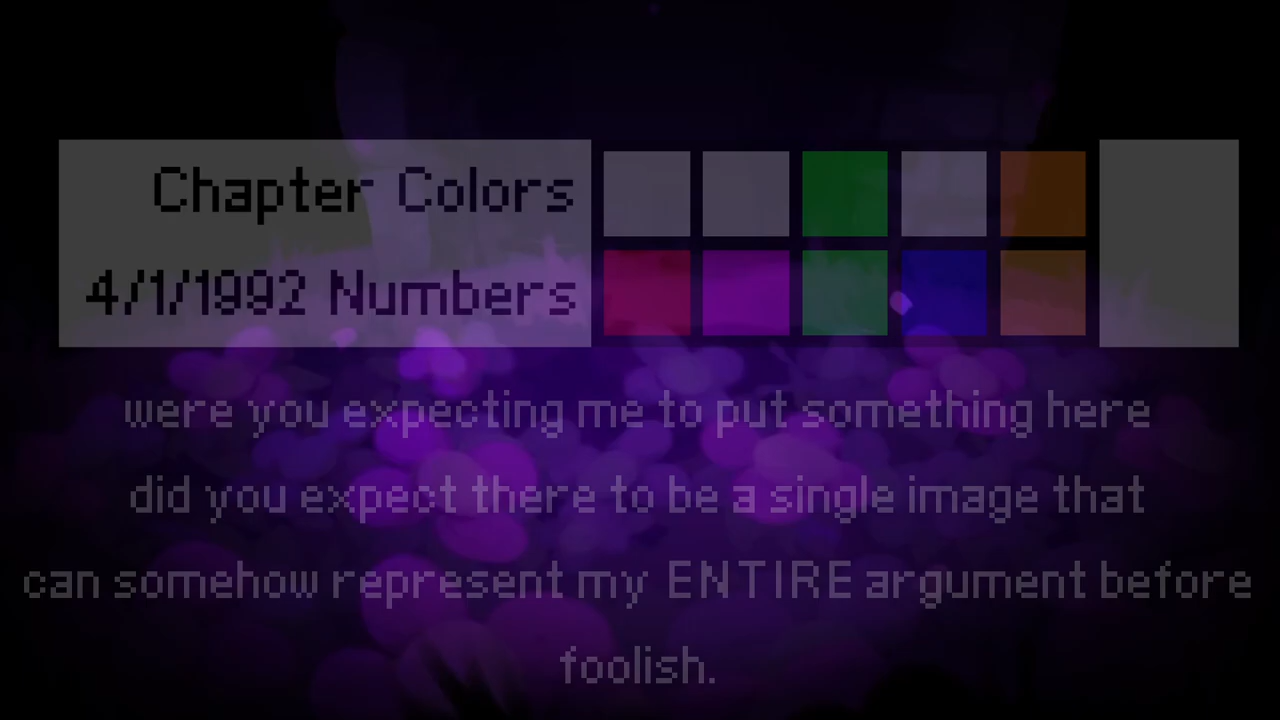 Chapter Colors
4/1/1992 Numbers
were you expecting me to put something here
did you expect there to be a single image that
can somehow represent my ENTIRE argument before
foolish.